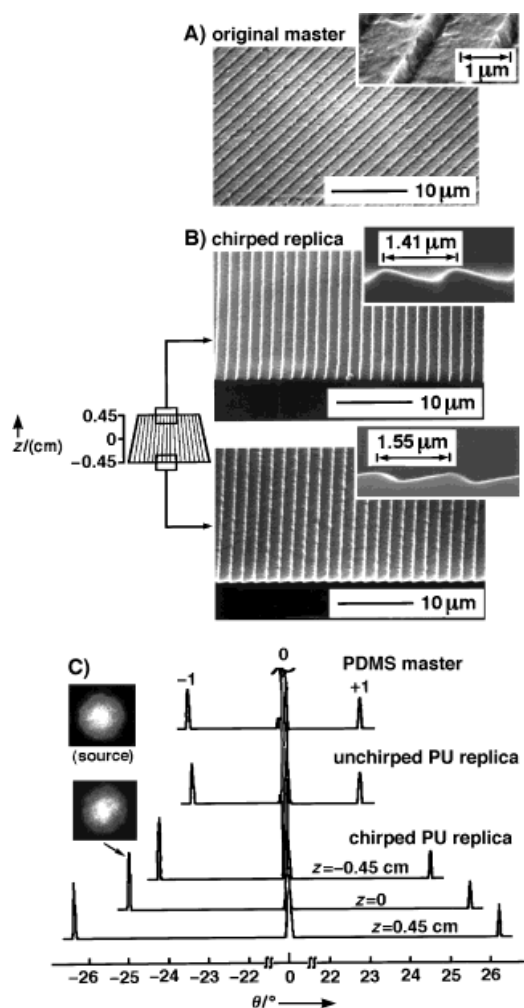 A) original master
1 μm
10 μm
B) chirped replica
1.41 μm
10 μm
0.45
0
−0.45
z/(cm)
1.55 μm
10 μm
C)
0
PDMS master
−1
+1
(source)
unchirped PU replica
chirped PU replica
z=−0.45 cm
z=0
z=0.45 cm
−26 −25 −24 −23 −22 0 22 23 24 25 26
θ/°